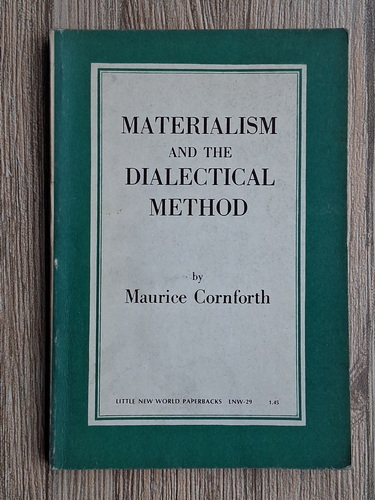 MATERIALISM
AND THE
DIALECTICAL
METHOD
by
Maurice Cornforth
LITTLE NEW WORLD PAPERBACKS LNW-29 1.45